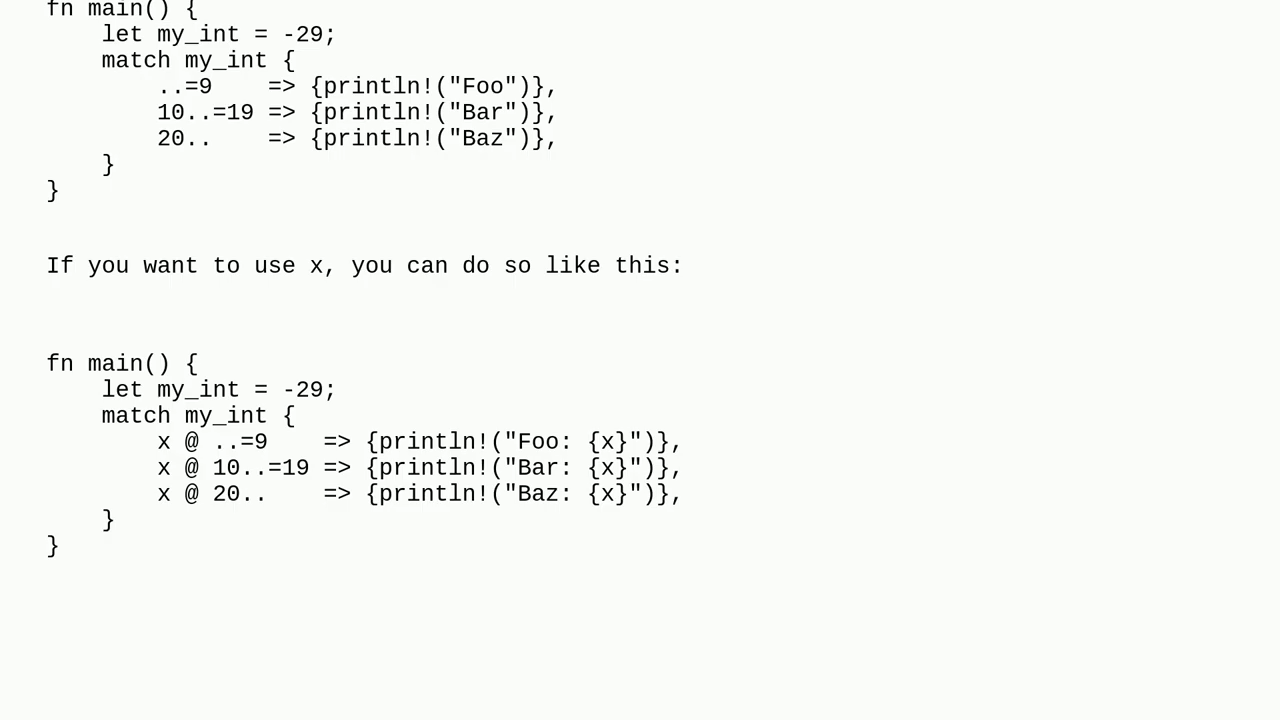 fn main() {
    let my_int = -29;
    match my_int {
        ..=9    => {println!("Foo")},
        10..=19 => {println!("Bar")},
        20..    => {println!("Baz")},
    }
}
If you want to use x, you can do so like this:
fn main() {
    let my_int = -29;
    match my_int {
        x @ ..=9    => {println!("Foo: {x}")},
        x @ 10..=19 => {println!("Bar: {x}")},
        x @ 20..    => {println!("Baz: {x}")},
    }
}